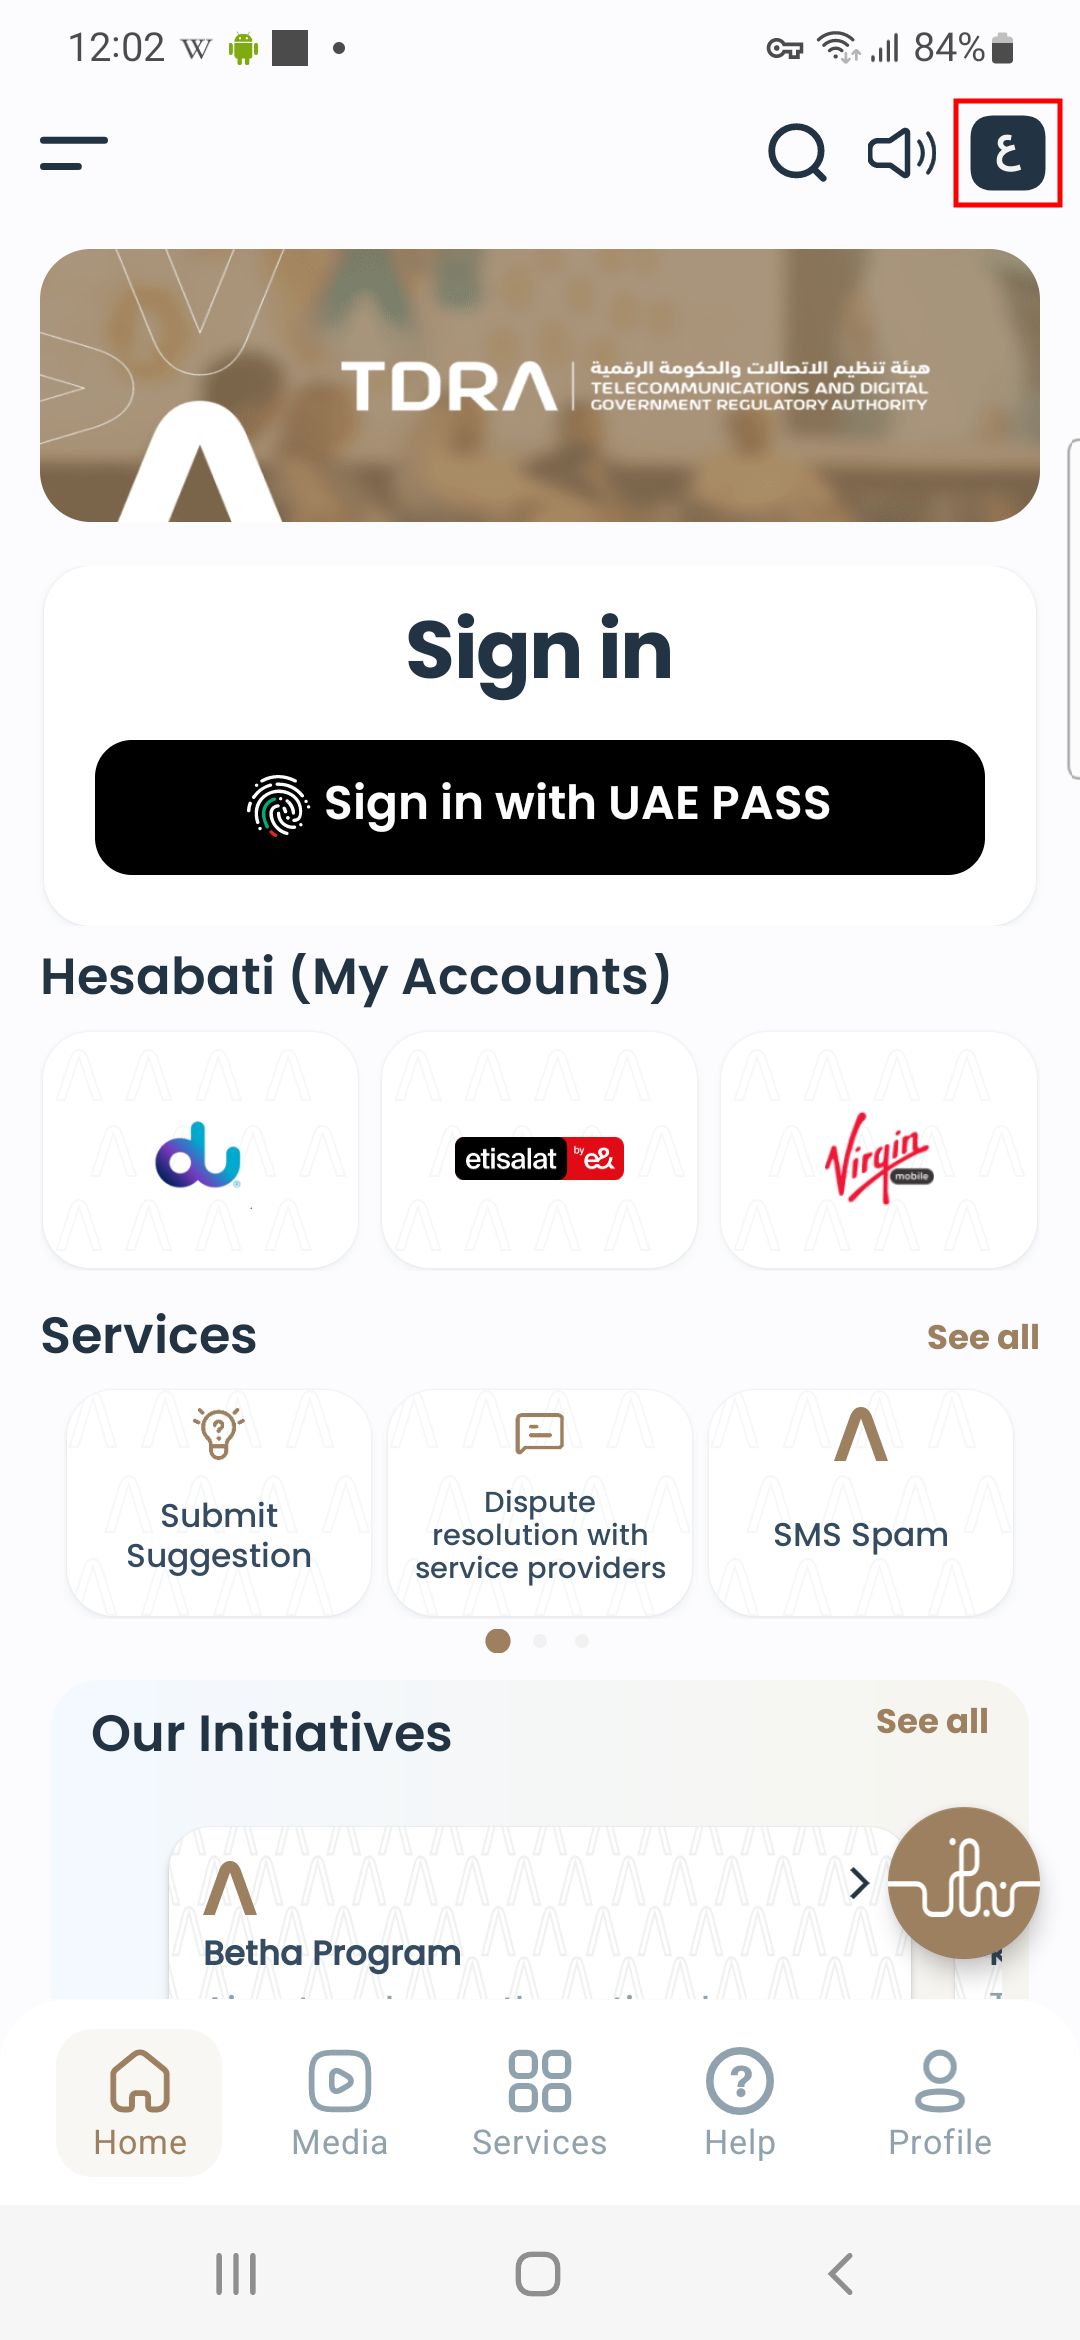 12:02 W 84%
ع
TDRA
هيئة تنظيم الاتصالات والحكومة الرقمية
TELECOMMUNICATIONS AND DIGITAL
GOVERNMENT REGULATORY AUTHORITY
Sign in
Sign in with UAE PASS
Hesabati (My Accounts)
du
etisalat by e&
Virgin
mobile
Services
See all
Submit
Suggestion
Dispute
resolution with
service providers
SMS Spam
Our Initiatives
See all
Betha Program
Home
Media
Services
Help
Profile